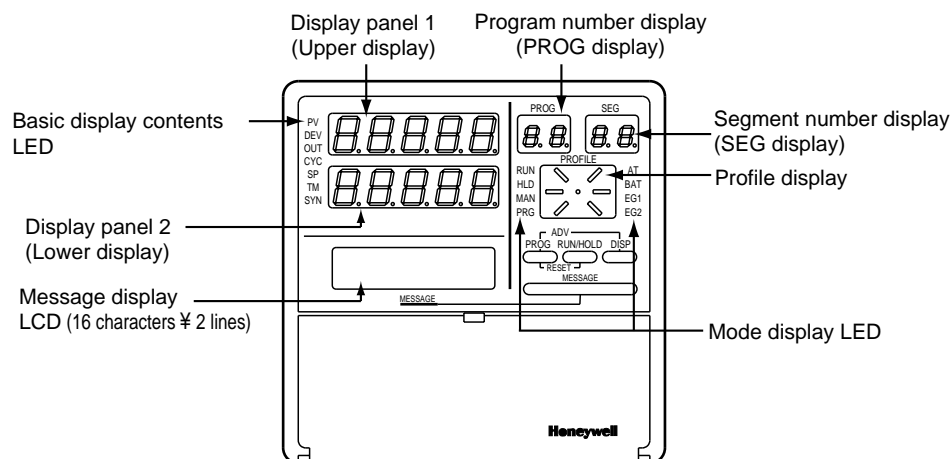 Display panel 1
(Upper display)
Program number display
(PROG display)
Basic display contents
LED
PV
DEV
OUT
CYC
SP
TM
SYN
PROG
SEG
Segment number display
(SEG display)
PROFILE
RUN
HLD
MAN
PRG
AT
BAT
EG1
EG2
Profile display
Display panel 2
(Lower display)
ADV
PROG RUN/HOLD DISP
RESET
MESSAGE
Message display
LCD (16 characters ¥ 2 lines)
MESSAGE
Mode display LED
Honeywell